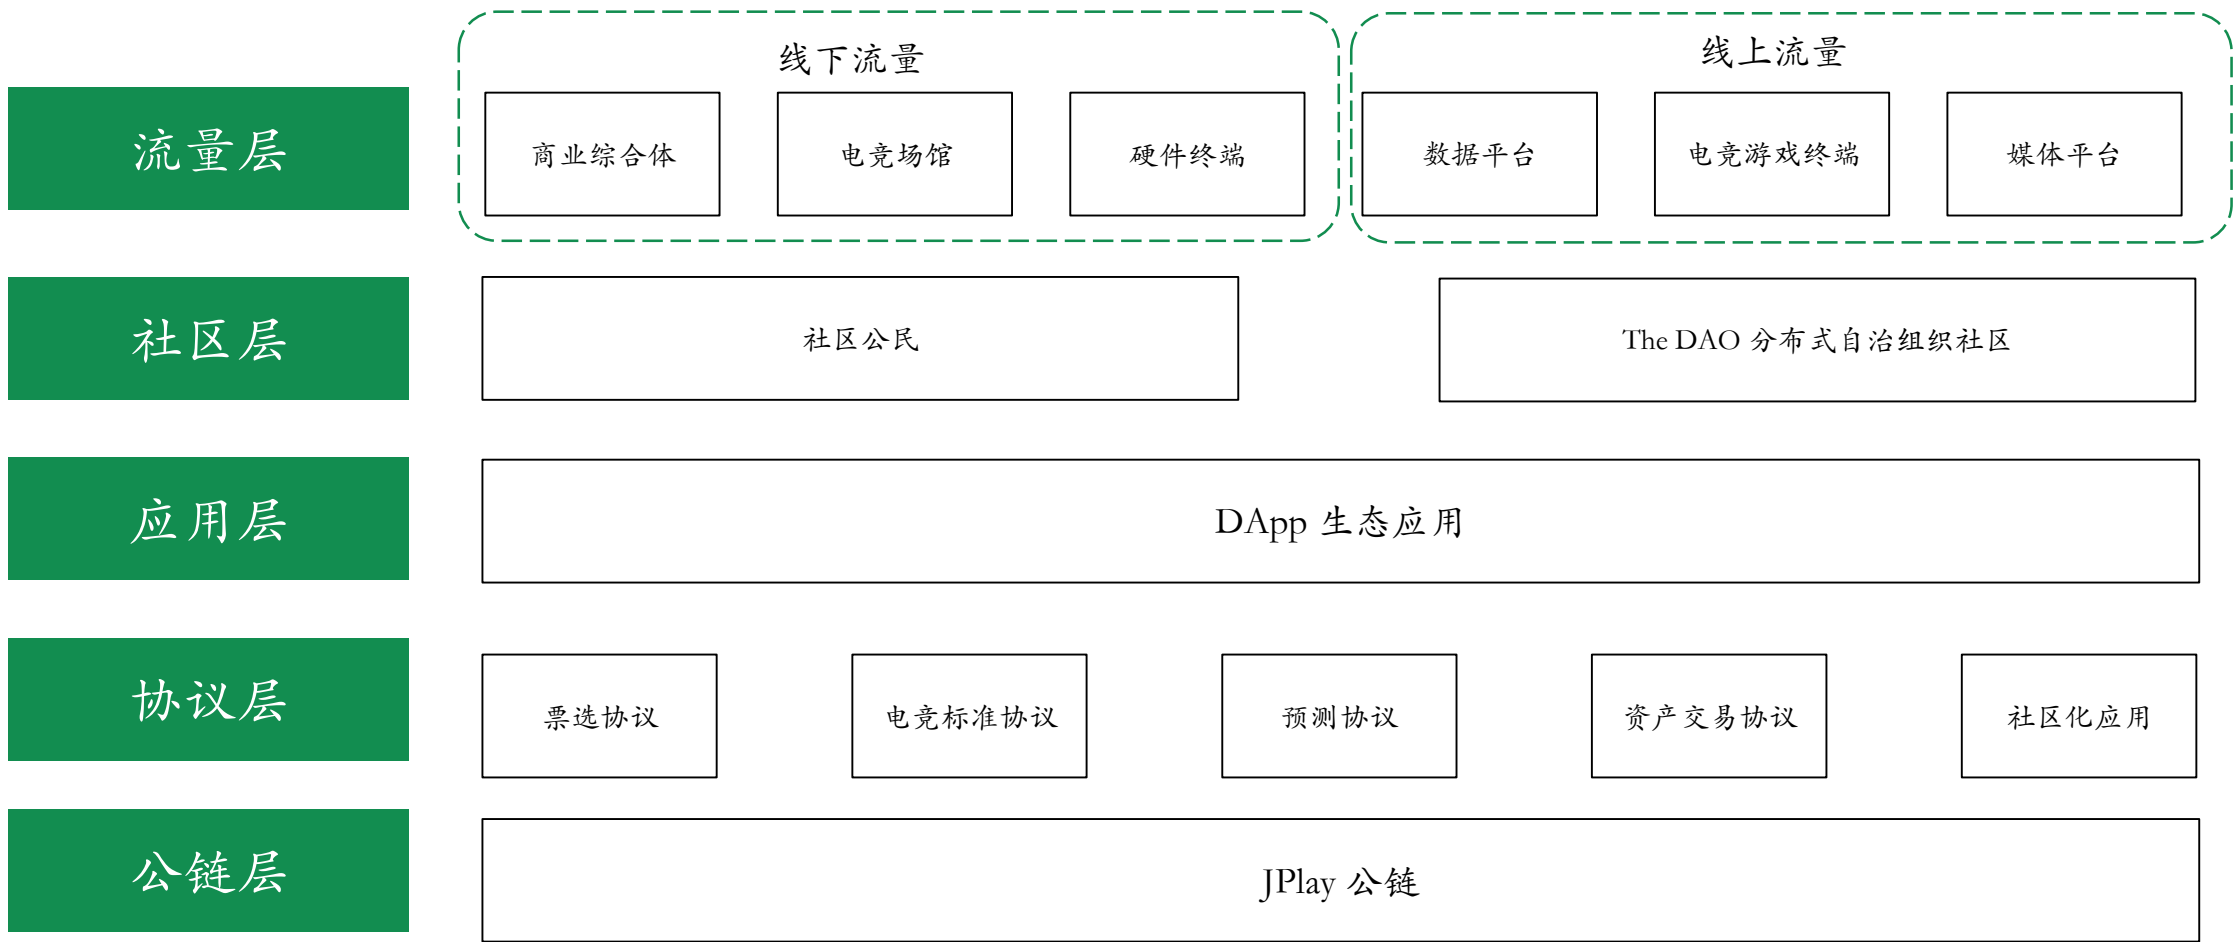 线下流量
线上流量
流量层
商业综合体
电竞场馆
硬件终端
数据平台
电竞游戏终端
媒体平台
社区层
社区公民
The DAO 分布式自治组织社区
应用层
DApp 生态应用
协议层
票选协议
电竞标准协议
预测协议
资产交易协议
社区化应用
公链层
JPlay 公链